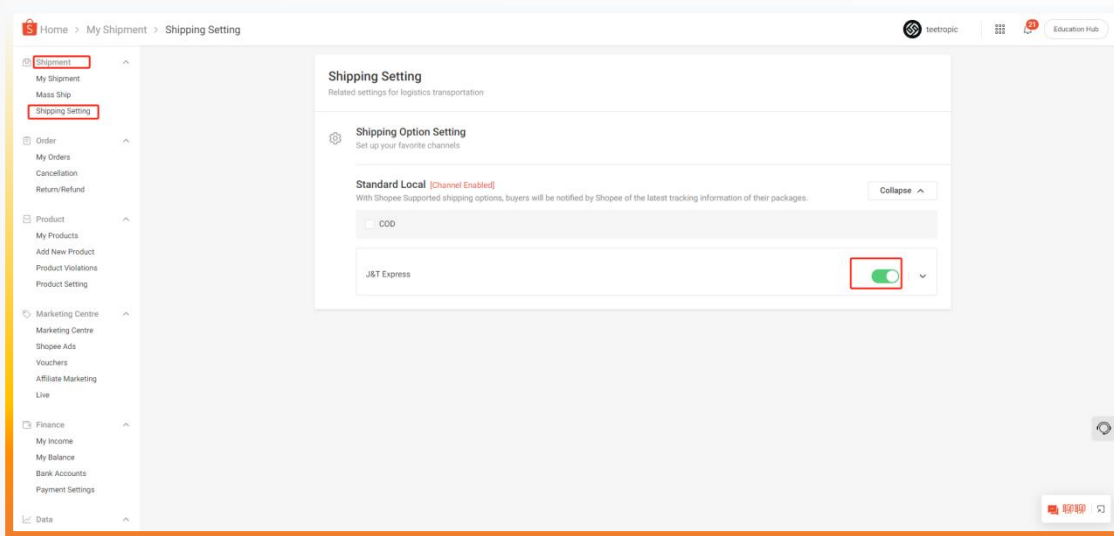 Home > My Shipment > Shipping Setting
teetropic
21
Education Hub
Shipment
My Shipment
Mass Ship
Shipping Setting
Order
My Orders
Cancellation
Return/Refund
Product
My Products
Add New Product
Product Violations
Product Setting
Marketing Centre
Marketing Centre
Shopee Ads
Vouchers
Affiliate Marketing
Live
Finance
My Income
My Balance
Bank Accounts
Payment Settings
Data
Shipping Setting
Related settings for logistics transportation
Shipping Option Setting
Set up your favorite channels
Standard Local [Channel Enabled]
With Shopee Supported shipping options, buyers will be notified by Shopee of the latest tracking information of their packages.
Collapse
COD
J&T Express
聊聊